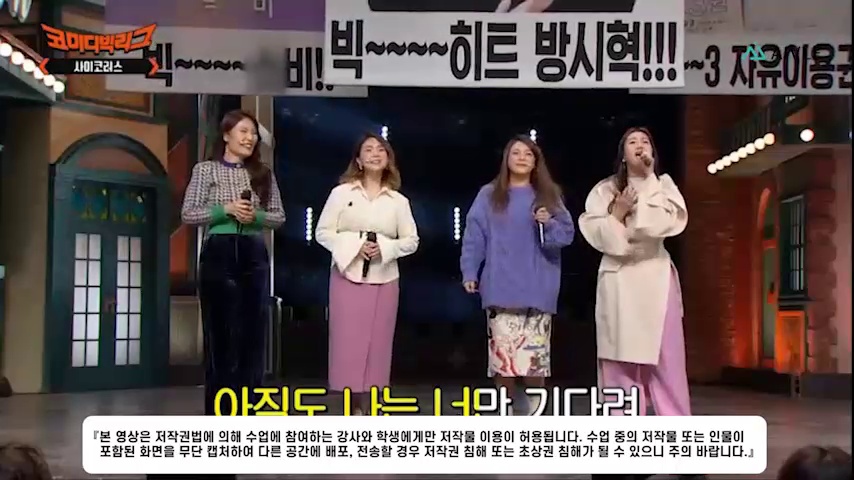 코미디빅리그
사이코러스
빅~~~~히트 방시혁!!!
빅~~~~
비!!
~3 자유이용권
아직도 나는 너만 기다려
『본 영상은 저작권법에 의해 수업에 참여하는 강사와 학생에게만 저작물 이용이 허용됩니다. 수업 중의 저작물 또는 인물이
포함된 화면을 무단 캡처하여 다른 공간에 배포, 전송할 경우 저작권 침해 또는 초상권 침해가 될 수 있으니 주의 바랍니다.』